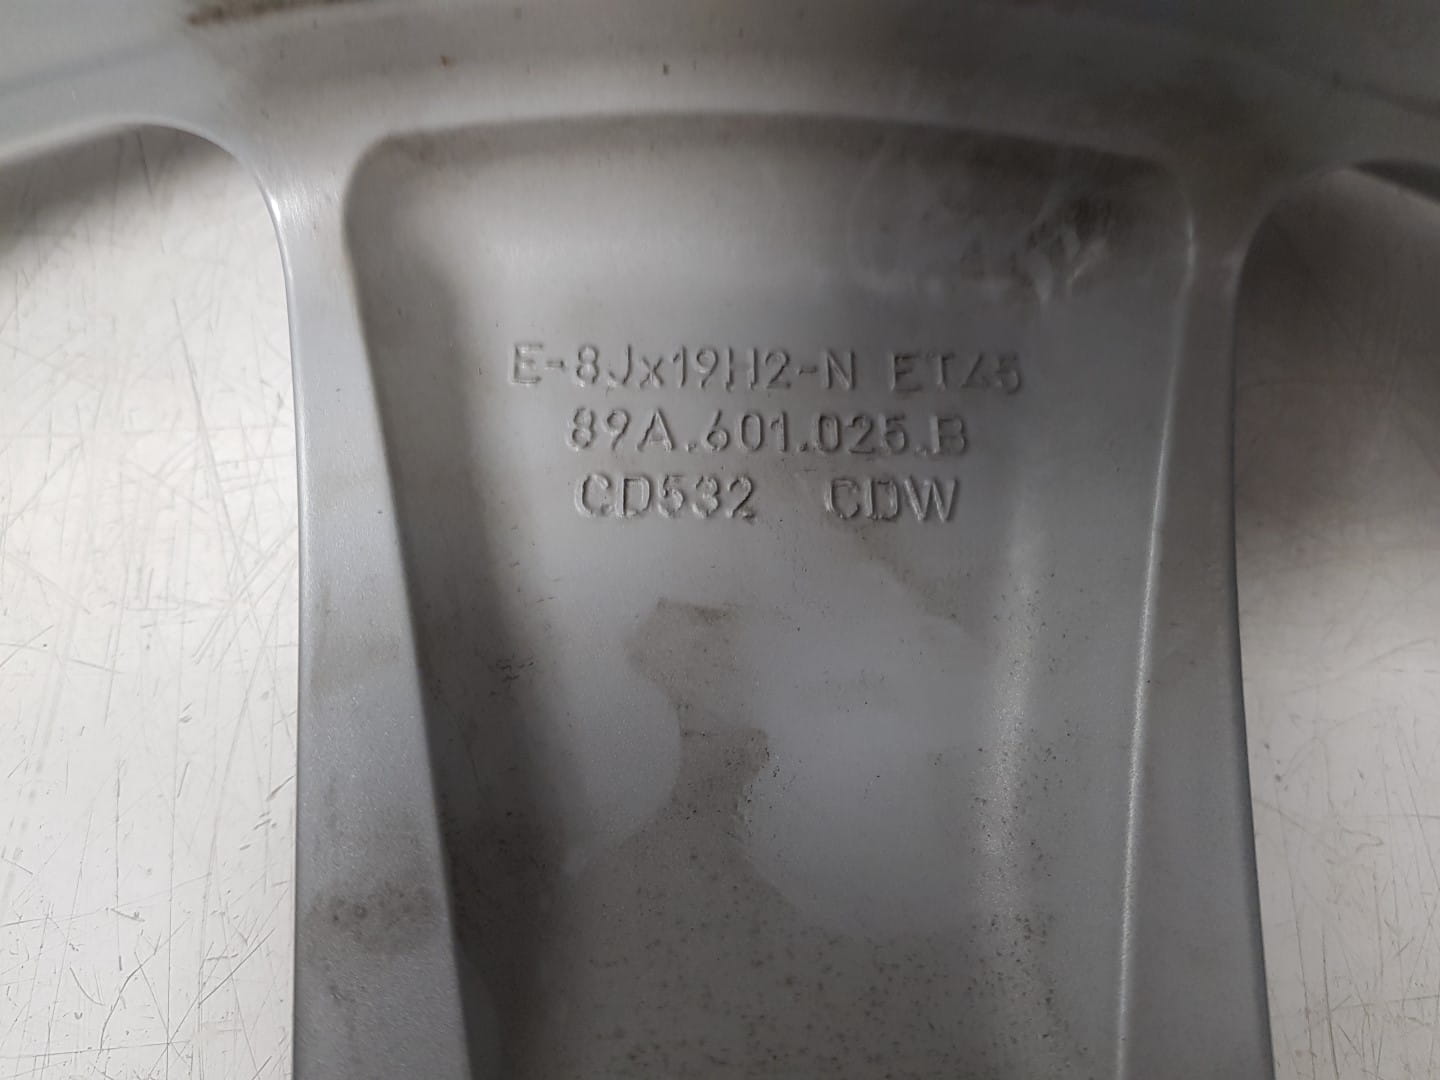 E-8Jx19H2-N ET45
89A.601.025.B
CD532 CDW